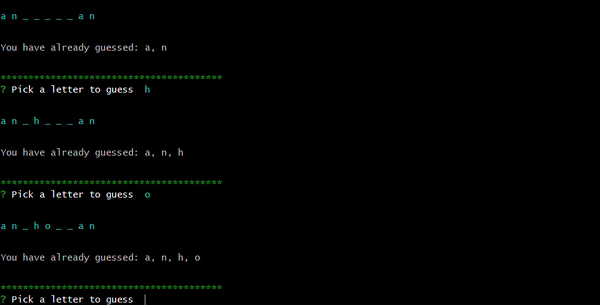 a n _ _ _ _ _ a n
You have already guessed: a, n
****************************************
? Pick a letter to guess h
a n _ h _ _ _ a n
You have already guessed: a, n, h
****************************************
? Pick a letter to guess o
a n _ h o _ _ a n
You have already guessed: a, n, h, o
****************************************
? Pick a letter to guess